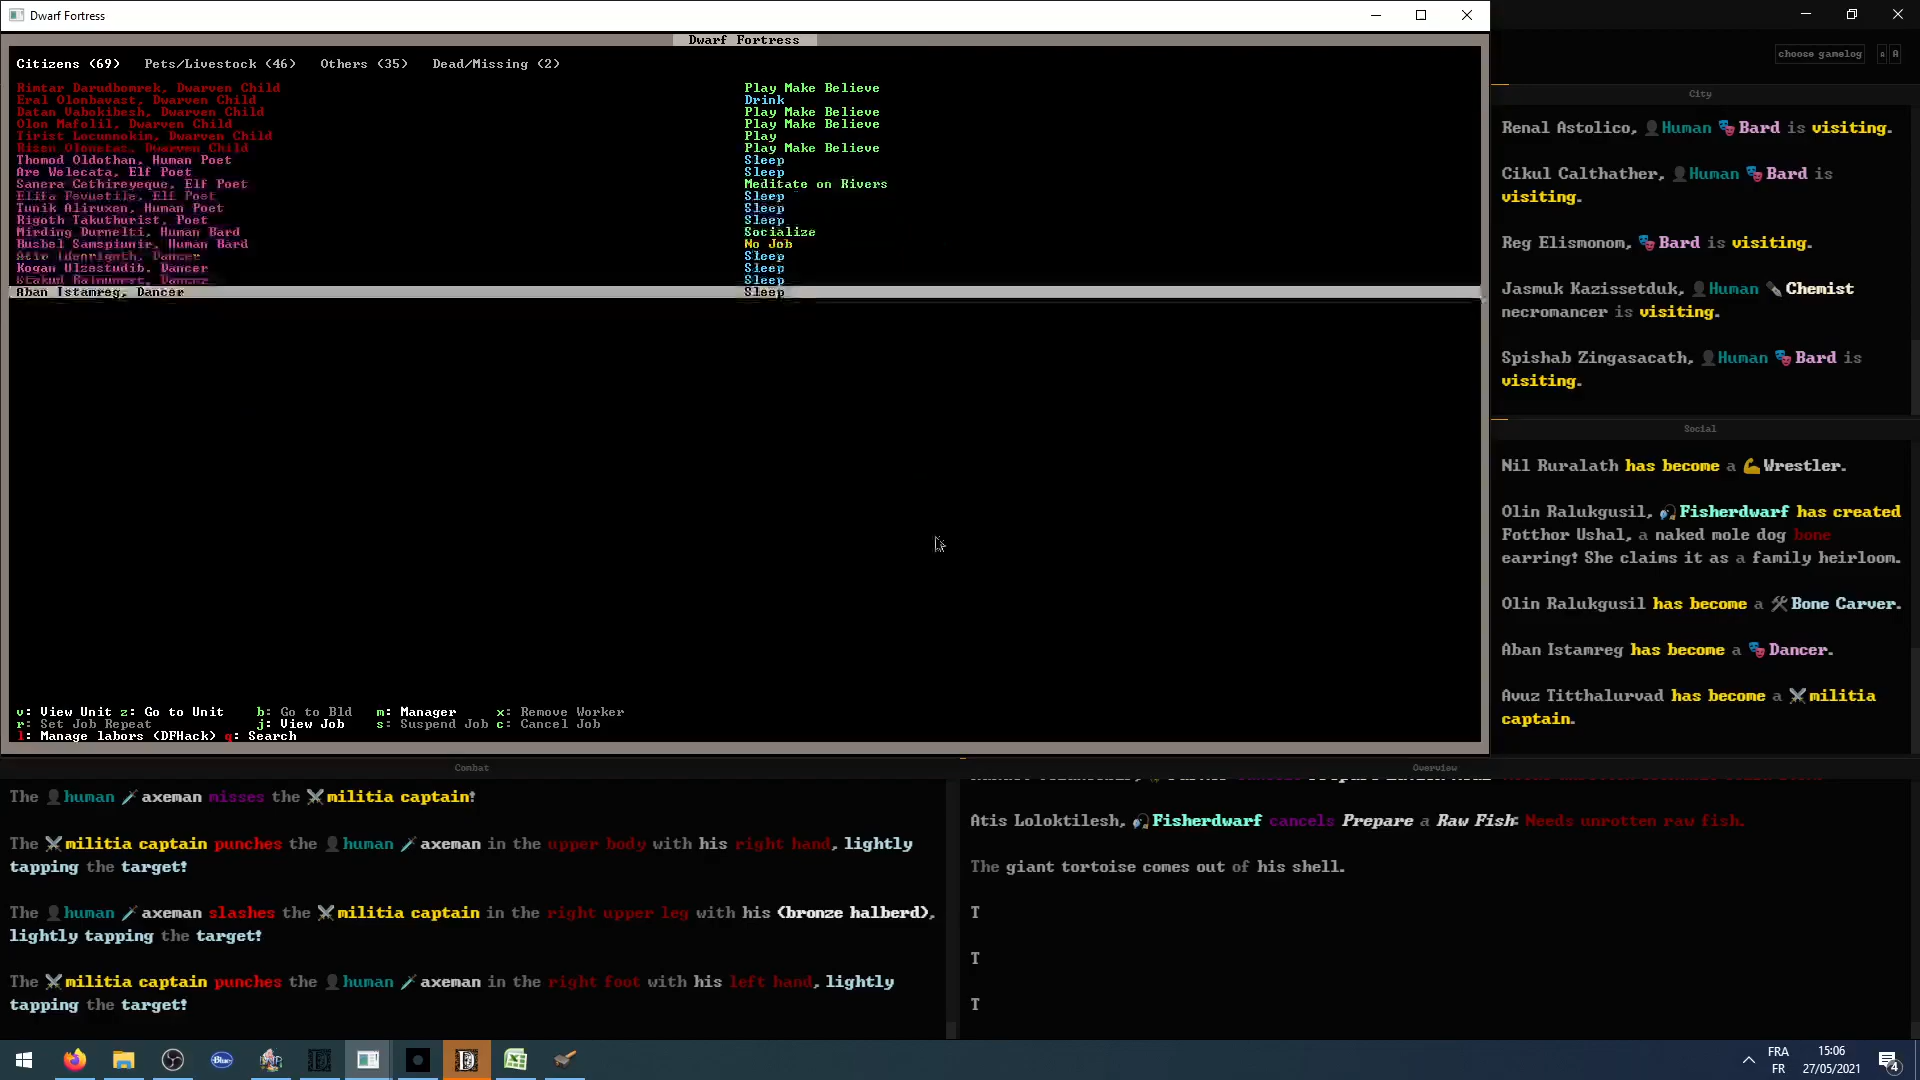 Dwarf Fortress
Dwarf Fortress
Citizens (69) Pets/Livestock (46) Others (35) Dead/Missing (2)
Rimtar Darudbomrek, Dwarven Child Play Make Believe
Eral Olonbavast, Dwarven Child Drink
Datan Vabokibesh, Dwarven Child Play Make Believe
Olon Mafolil, Dwarven Child Play Make Believe
Tirist Locunnokim, Dwarven Child Play
Dwarven Child Play Make Believe
Thomod Oldothan, Human Poet Sleep
Are Welecata, Elf Poet Sleep
Sanera Cethireyeque, Elf Poet Meditate on Rivers
Elf Poet Sleep
Tunik Aliruxen, Human Poet Sleep
Rigoth Takuthurist, Poet Sleep
Mirding Durnelti, Human Bard Socialize
Busbel Samspiunir, Human Bard No Job
Dancer Sleep
Kogan Ulzestudib, Dancer Sleep
Dancer Sleep
Aban Istamreg, Dancer Sleep
v: View Unit z: Go to Unit b: Go to Bld m: Manager x: Remove Worker
r: Set Job Repeat j: View Job s: Suspend Job c: Cancel Job
l: Manage labors (DFHack) q: Search
choose gamelog a A
City
Renal Astolico, Human Bard is visiting.
Cikul Calthather, Human Bard is
visiting.
Reg Elismonom, Bard is visiting.
Jasmuk Kazissetduk, Human Chemist
necromancer is visiting.
Spishab Zingasacath, Human Bard is
visiting.
Social
Nil Ruralath has become a Wrestler.
Olin Ralukgusil, Fisherdwarf has created
Fotthor Ushal, a naked mole dog bone
earring! She claims it as a family heirloom.
Olin Ralukgusil has become a Bone Carver.
Aban Istamreg has become a Dancer.
Avuz Titthalurvad has become a militia
captain.
Combat
The human axeman misses the militia captain!
The militia captain punches the human axeman in the upper body with his right hand, lightly
tapping the target!
The human axeman slashes the militia captain in the right upper leg with his (bronze halberd),
lightly tapping the target!
The militia captain punches the human axeman in the right foot with his left hand, lightly
tapping the target!
Overview
Atis Loloktilesh, Fisherdwarf cancels Prepare a Raw Fish: Needs unrotten raw fish.
The giant tortoise comes out of his shell.
T
T
T
Blue
FRA
FR
15:06
27/05/2021
4